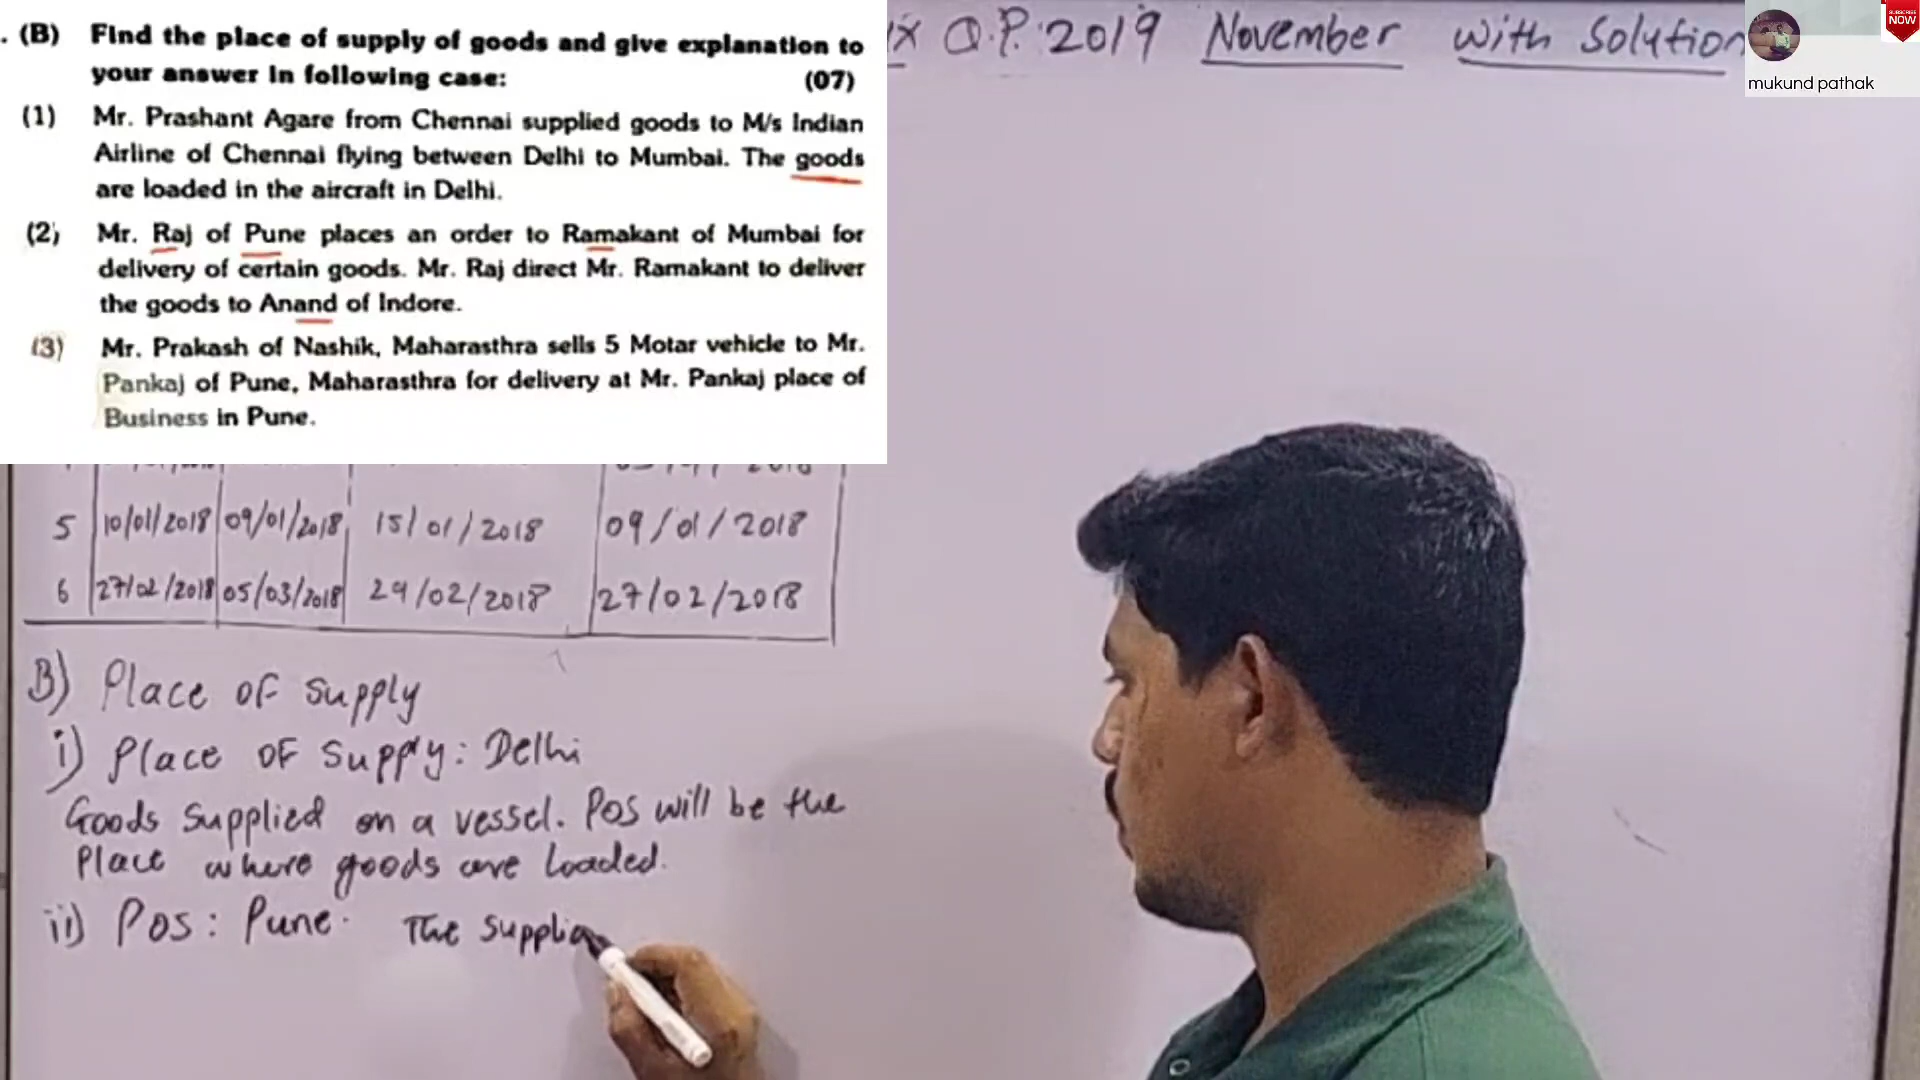 . (B) Find the place of supply of goods and give explanation to
your answer in following case: (07)
(1) Mr. Prashant Agare from Chennai supplied goods to M/s Indian
Airline of Chennai flying between Delhi to Mumbai. The goods
are loaded in the aircraft in Delhi.
(2) Mr. Raj of Pune places an order to Ramakant of Mumbai for
delivery of certain goods. Mr. Raj direct Mr. Ramakant to deliver
the goods to Anand of Indore.
(3) Mr. Prakash of Nashik, Maharasthra sells 5 Motar vehicle to Mr.
Pankaj of Pune, Maharasthra for delivery at Mr. Pankaj place of
Business in Pune.
Q.P. 2019 November with Solution
SUBSCRIBE
NOW
mukund pathak
5 10/01/2018 09/01/2018 15/01/2018 09/01/2018
6 27/02/2018 05/03/2018 29/02/2018 27/02/2018
B) Place of Supply
i) Place of Supply: Delhi
Goods Supplied on a vessel. POS will be the
Place where goods are loaded.
ii) POS: Pune. The Supplie